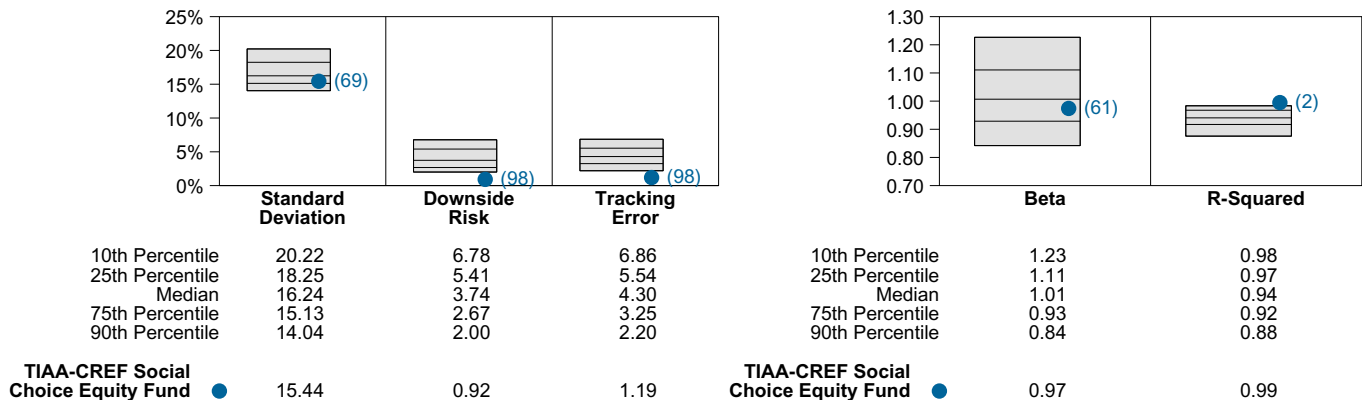 25%
20%
15%
10%
5%
0%
(69)
(98)
(98)
Standard
Deviation
Downside
Risk
Tracking
Error
10th Percentile 20.22 6.78 6.86
25th Percentile 18.25 5.41 5.54
Median 16.24 3.74 4.30
75th Percentile 15.13 2.67 3.25
90th Percentile 14.04 2.00 2.20
TIAA-CREF Social
Choice Equity Fund 15.44 0.92 1.19
1.30
1.20
1.10
1.00
0.90
0.80
0.70
(61)
(2)
Beta R-Squared
10th Percentile 1.23 0.98
25th Percentile 1.11 0.97
Median 1.01 0.94
75th Percentile 0.93 0.92
90th Percentile 0.84 0.88
TIAA-CREF Social
Choice Equity Fund 0.97 0.99